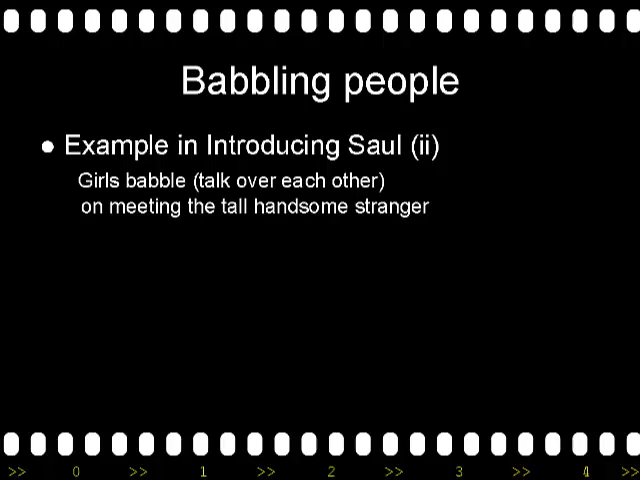 Babbling people
● Example in Introducing Saul (ii)
Girls babble (talk over each other)
on meeting the tall handsome stranger
>> 0 >> 1 >> 2 >> 3 >> 4 >>